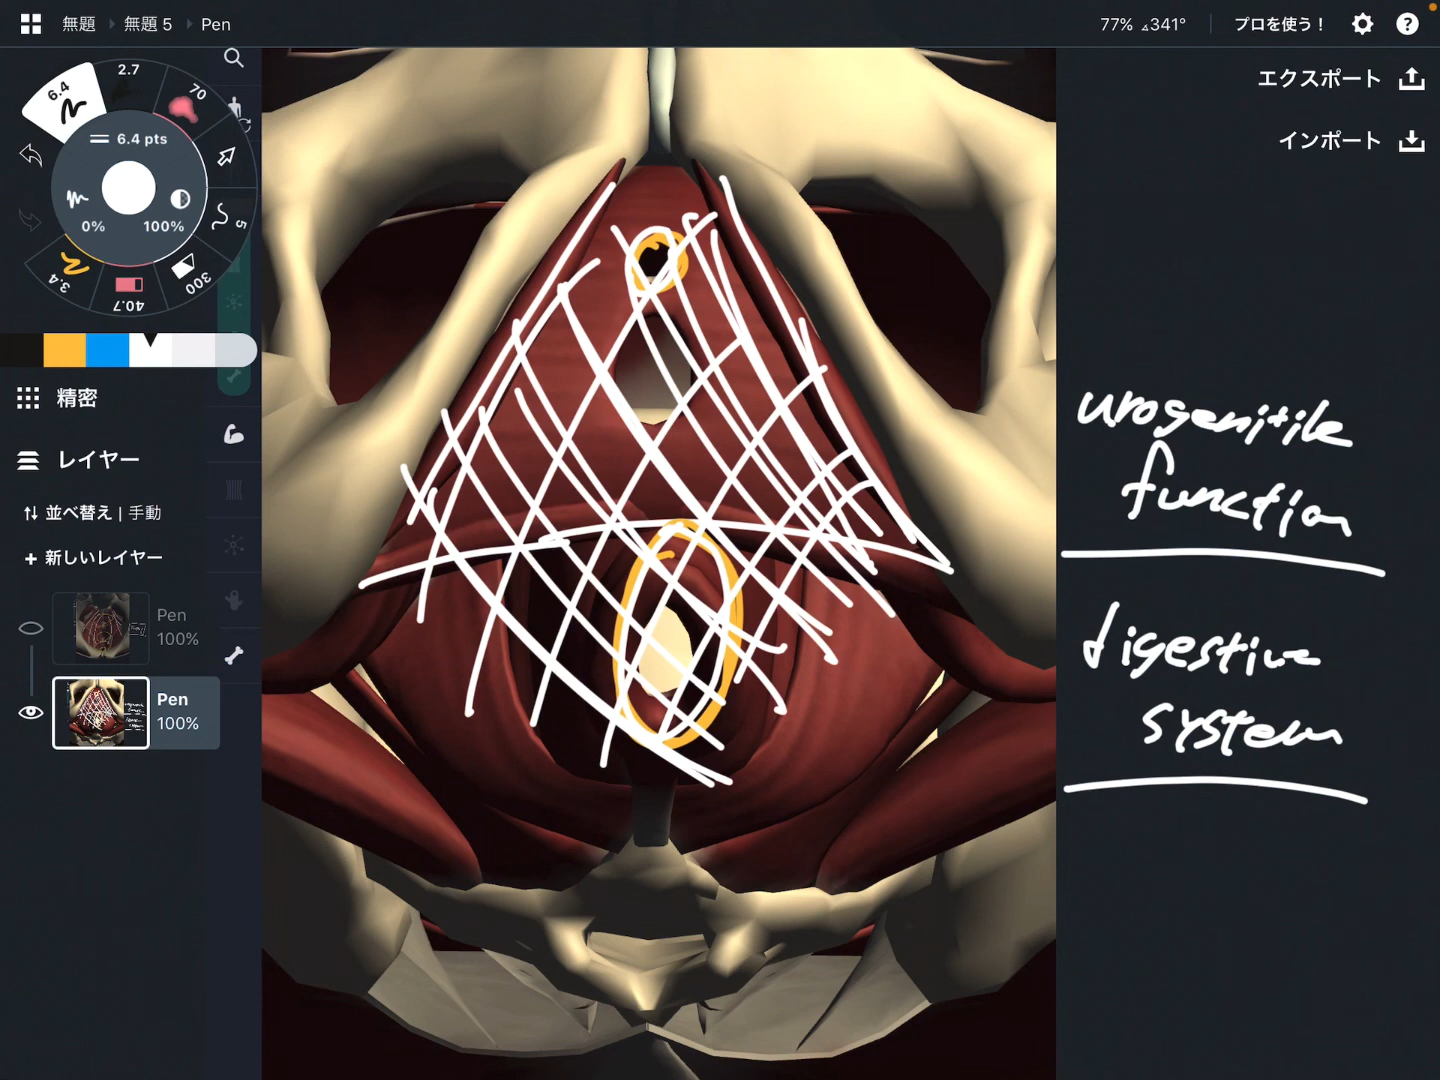 無題 無題 5 Pen
77% ⊿341° プロを使う！
エクスポート
インポート
2.7
6.4
70
6.4 pts
0% 100%
5
3.4
40.7
300
精密
レイヤー
並べ替え | 手動
+ 新しいレイヤー
Pen
100%
Pen
100%
urogenitile
function
digestive
system